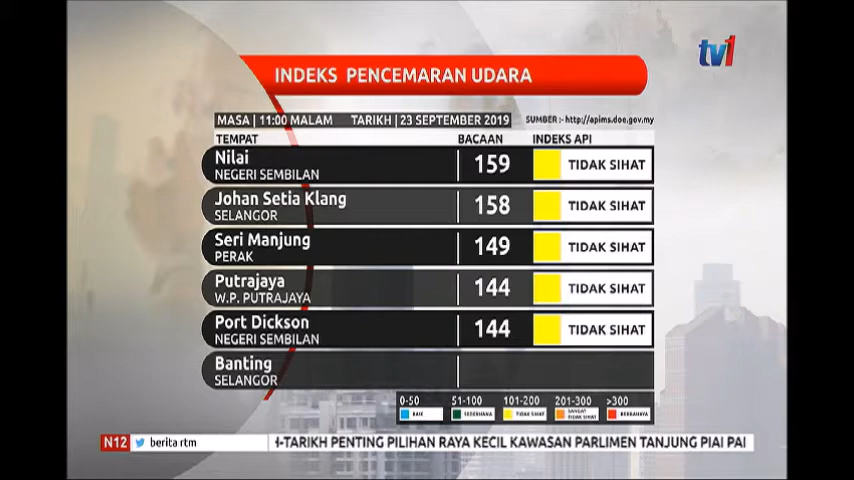 tv1
INDEKS PENCEMARAN UDARA
MASA | 11:00 MALAM TARIKH | 23 SEPTEMBER 2019 SUMBER :- http://apims.doe.gov.my
TEMPAT BACAAN INDEKS API
Nilai
NEGERI SEMBILAN 159 TIDAK SIHAT
Johan Setia Klang
SELANGOR 158 TIDAK SIHAT
Seri Manjung
PERAK 149 TIDAK SIHAT
Putrajaya
W.P. PUTRAJAYA 144 TIDAK SIHAT
Port Dickson
NEGERI SEMBILAN 144 TIDAK SIHAT
Banting
SELANGOR
0-50 51-100 101-200 201-300 >300
BAIK SEDERHANA TIDAK SIHAT SANGAT TIDAK SIHAT BERBAHAYA
N12 berita rtm H-TARIKH PENTING PILIHAN RAYA KECIL KAWASAN PARLIMEN TANJUNG PIAI PAI